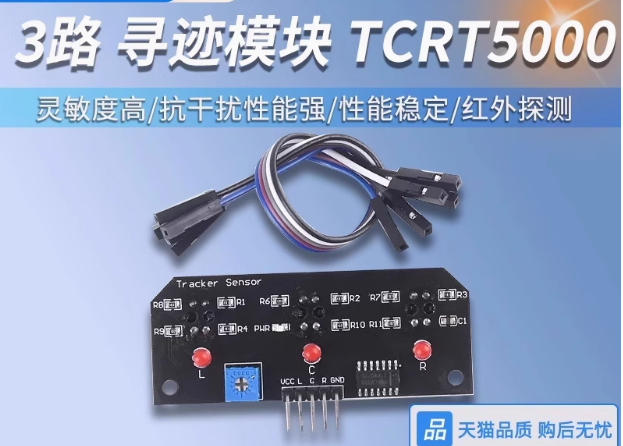 3路 寻迹模块 TCRT5000
灵敏度高/抗干扰性能强/性能稳定/红外探测
Tracker Sensor
R8 R1 R6 R2 R7 R3
R9 R4 PWR R10 R11 C1
L C R
VCC L C R GND
品 天猫品质 购后无忧